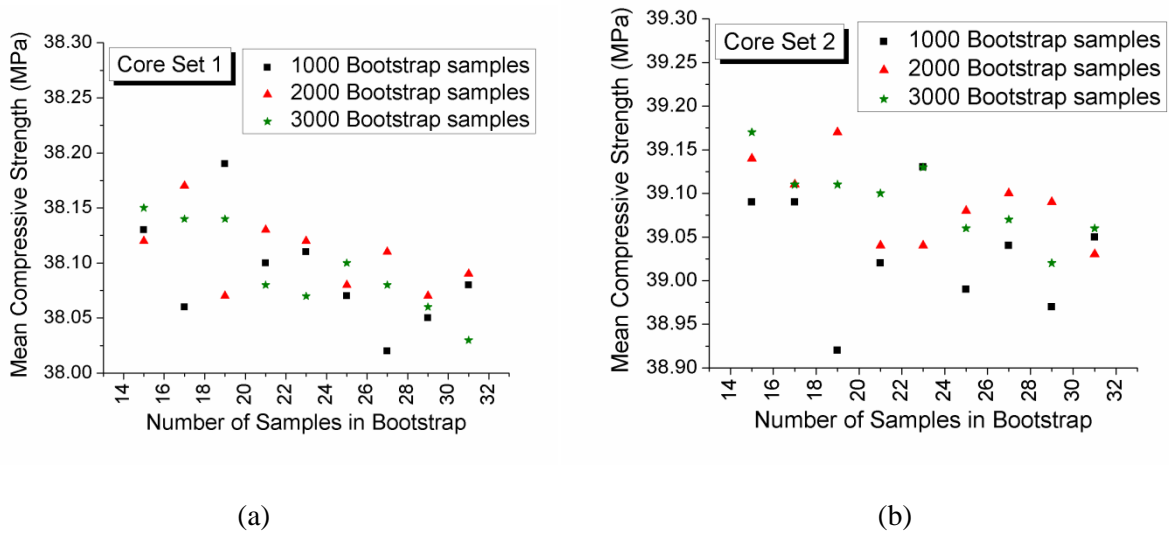 Core Set 1
1000 Bootstrap samples
2000 Bootstrap samples
3000 Bootstrap samples
Mean Compressive Strength (MPa)
38.30
38.25
38.20
38.15
38.10
38.05
38.00
14 16 18 20 22 24 26 28 30 32
Number of Samples in Bootstrap
(a)
Core Set 2
1000 Bootstrap samples
2000 Bootstrap samples
3000 Bootstrap samples
Mean Compressive Strength (MPa)
39.30
39.25
39.20
39.15
39.10
39.05
39.00
38.95
38.90
14 16 18 20 22 24 26 28 30 32
Number of Samples in Bootstrap
(b)